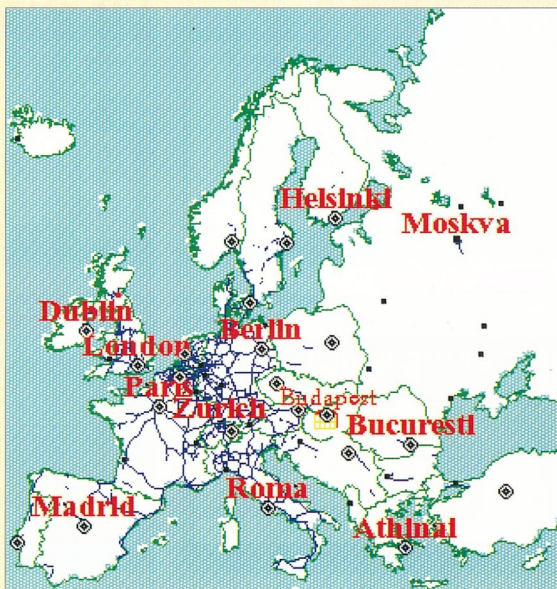 Helsinki
Moskva
Dublin
London
Berlin
Paris
Zurich
Budapest
Bucuresti
Roma
Madrid
Athinai